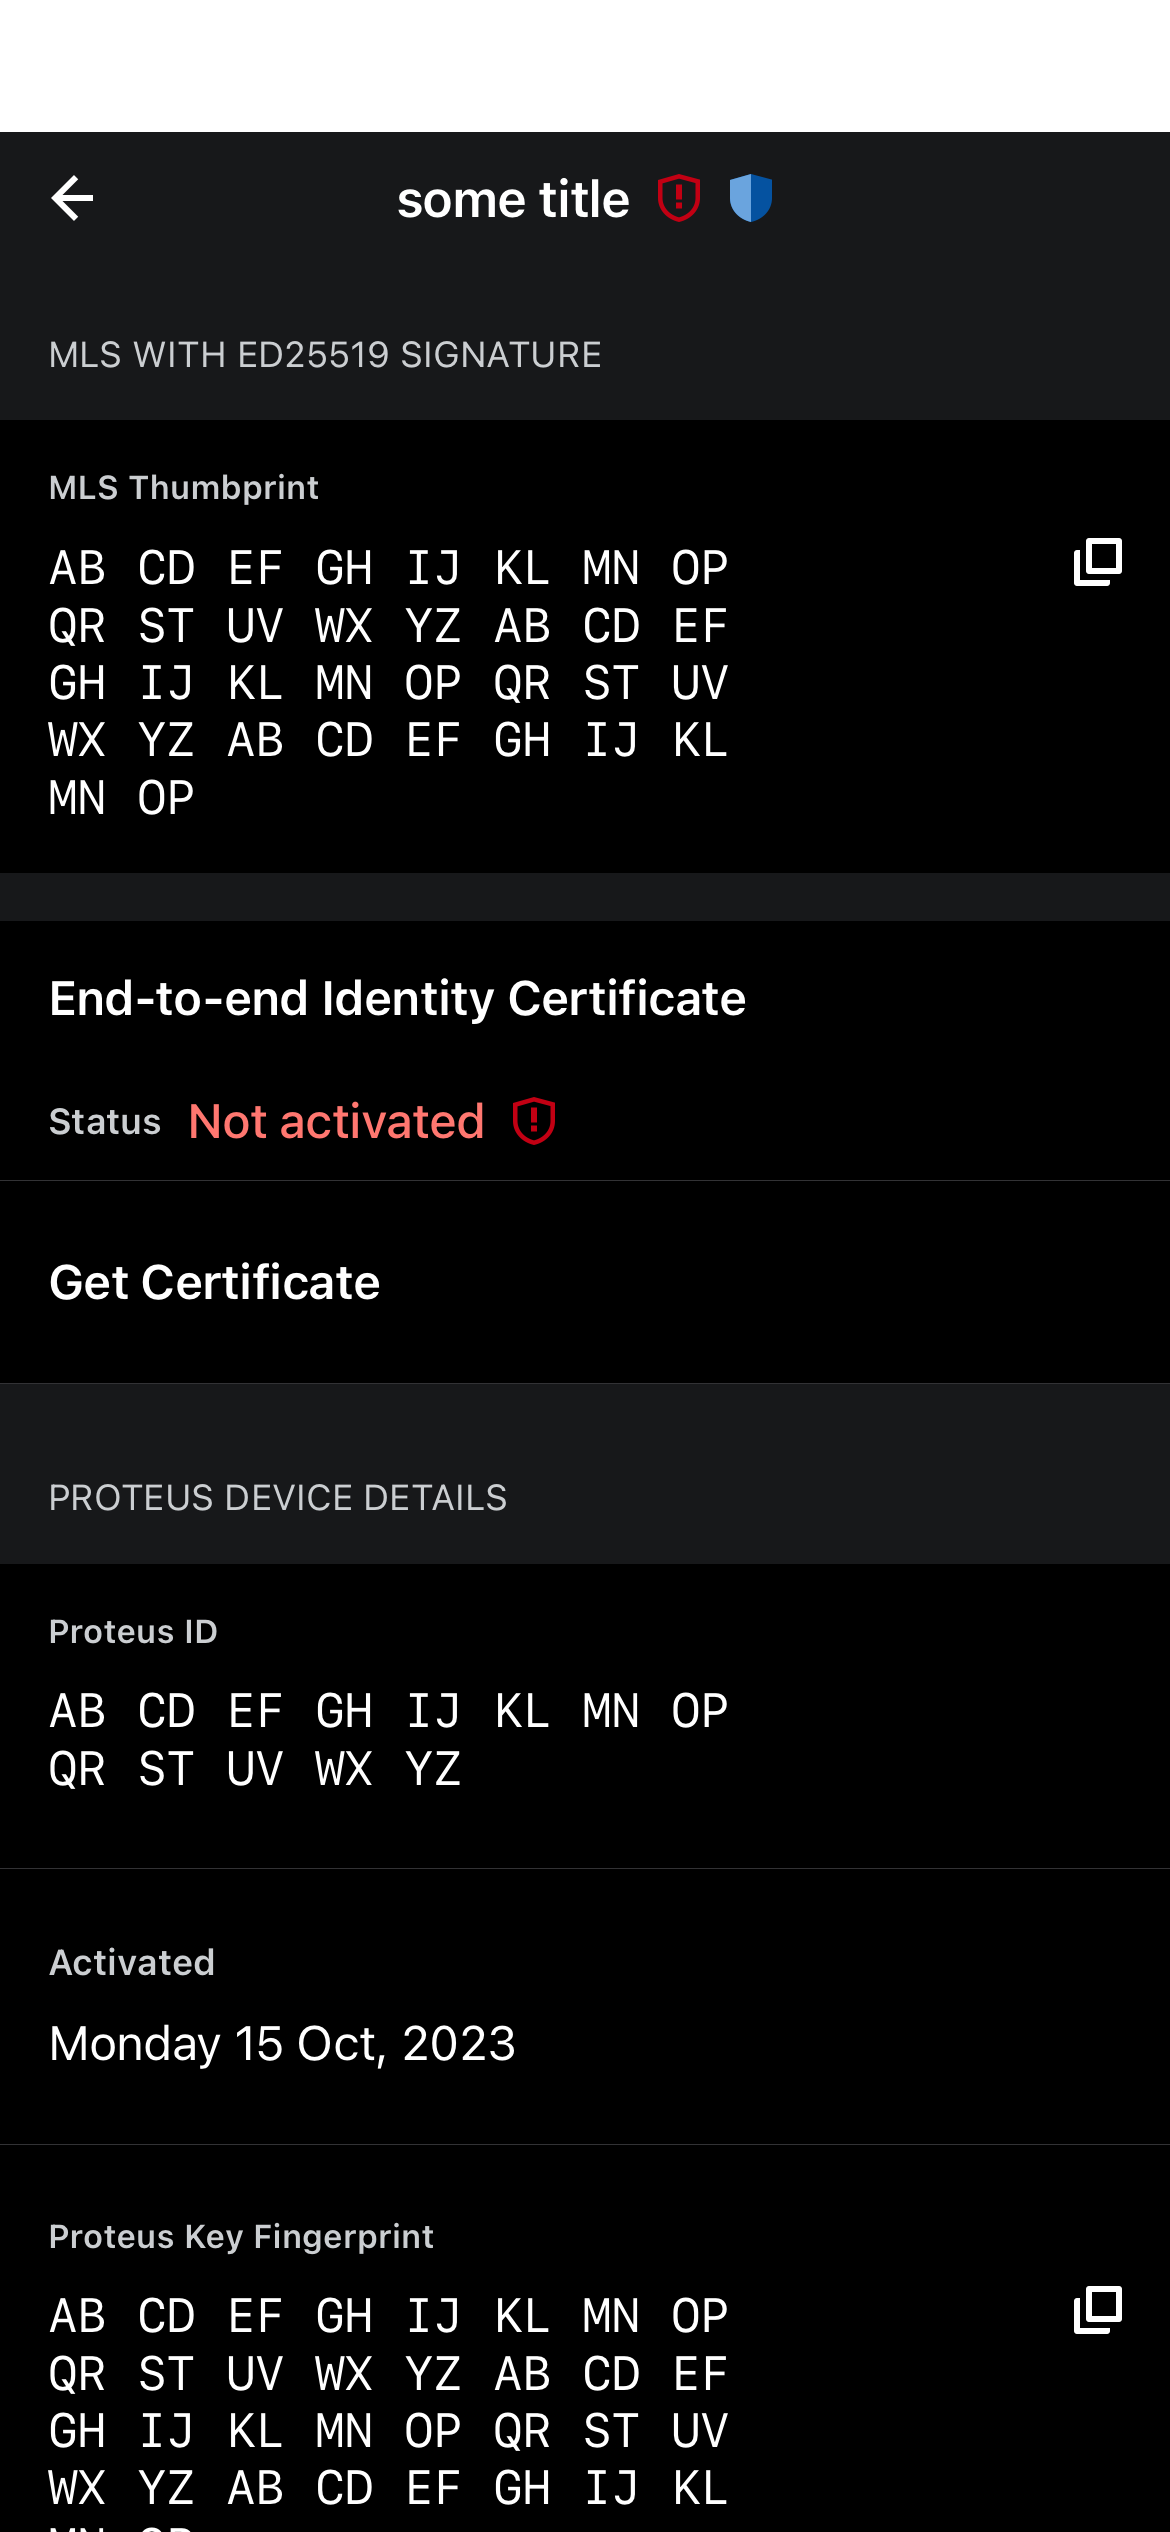 some title
MLS WITH ED25519 SIGNATURE
MLS Thumbprint
AB CD EF GH IJ KL MN OP
QR ST UV WX YZ AB CD EF
GH IJ KL MN OP QR ST UV
WX YZ AB CD EF GH IJ KL
MN OP
End-to-end Identity Certificate
Status Not activated
Get Certificate
PROTEUS DEVICE DETAILS
Proteus ID
AB CD EF GH IJ KL MN OP
QR ST UV WX YZ
Activated
Monday 15 Oct, 2023
Proteus Key Fingerprint
AB CD EF GH IJ KL MN OP
QR ST UV WX YZ AB CD EF
GH IJ KL MN OP QR ST UV
WX YZ AB CD EF GH IJ KL